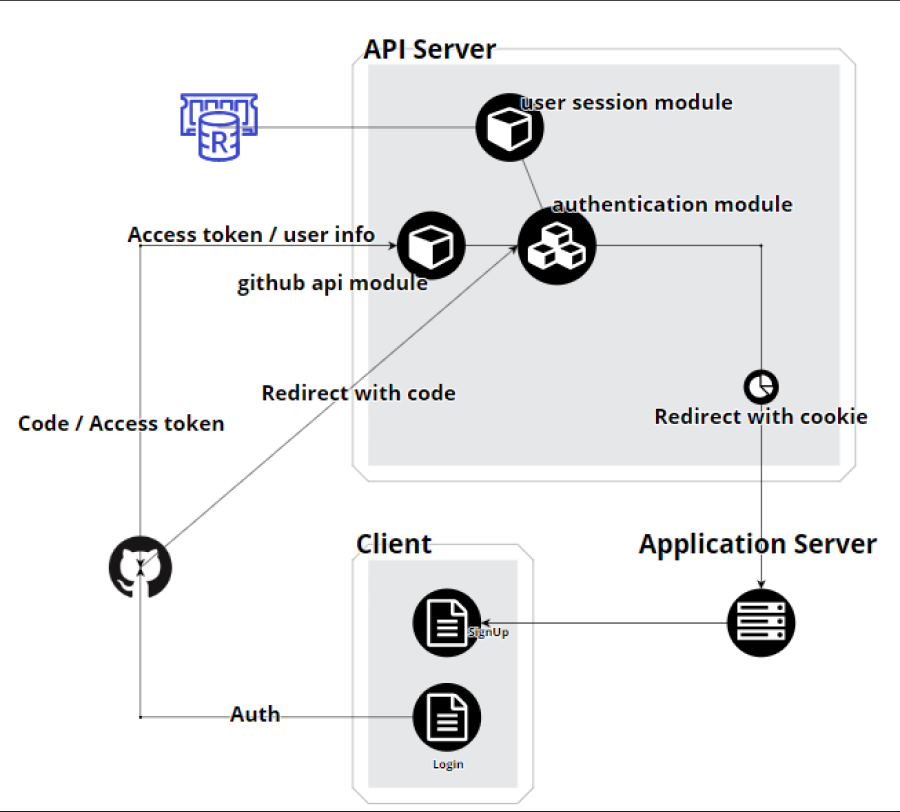 API Server
user session module
R
authentication module
Access token / user info
github api module
Redirect with code
Redirect with cookie
Code / Access token
Client
Application Server
SignUp
Auth
Login